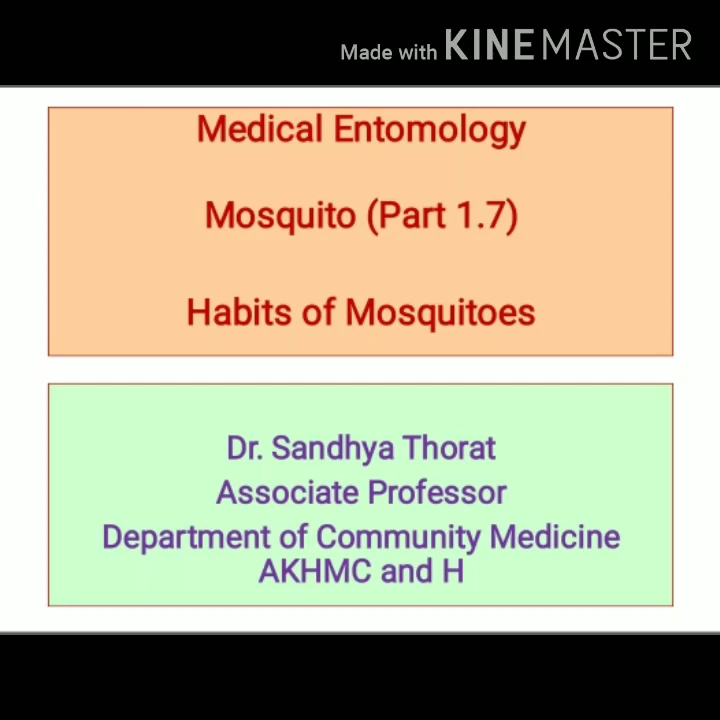 Made with KINEMASTER
Medical Entomology
Mosquito (Part 1.7)
Habits of Mosquitoes
Dr. Sandhya Thorat
Associate Professor
Department of Community Medicine
AKHMC and H